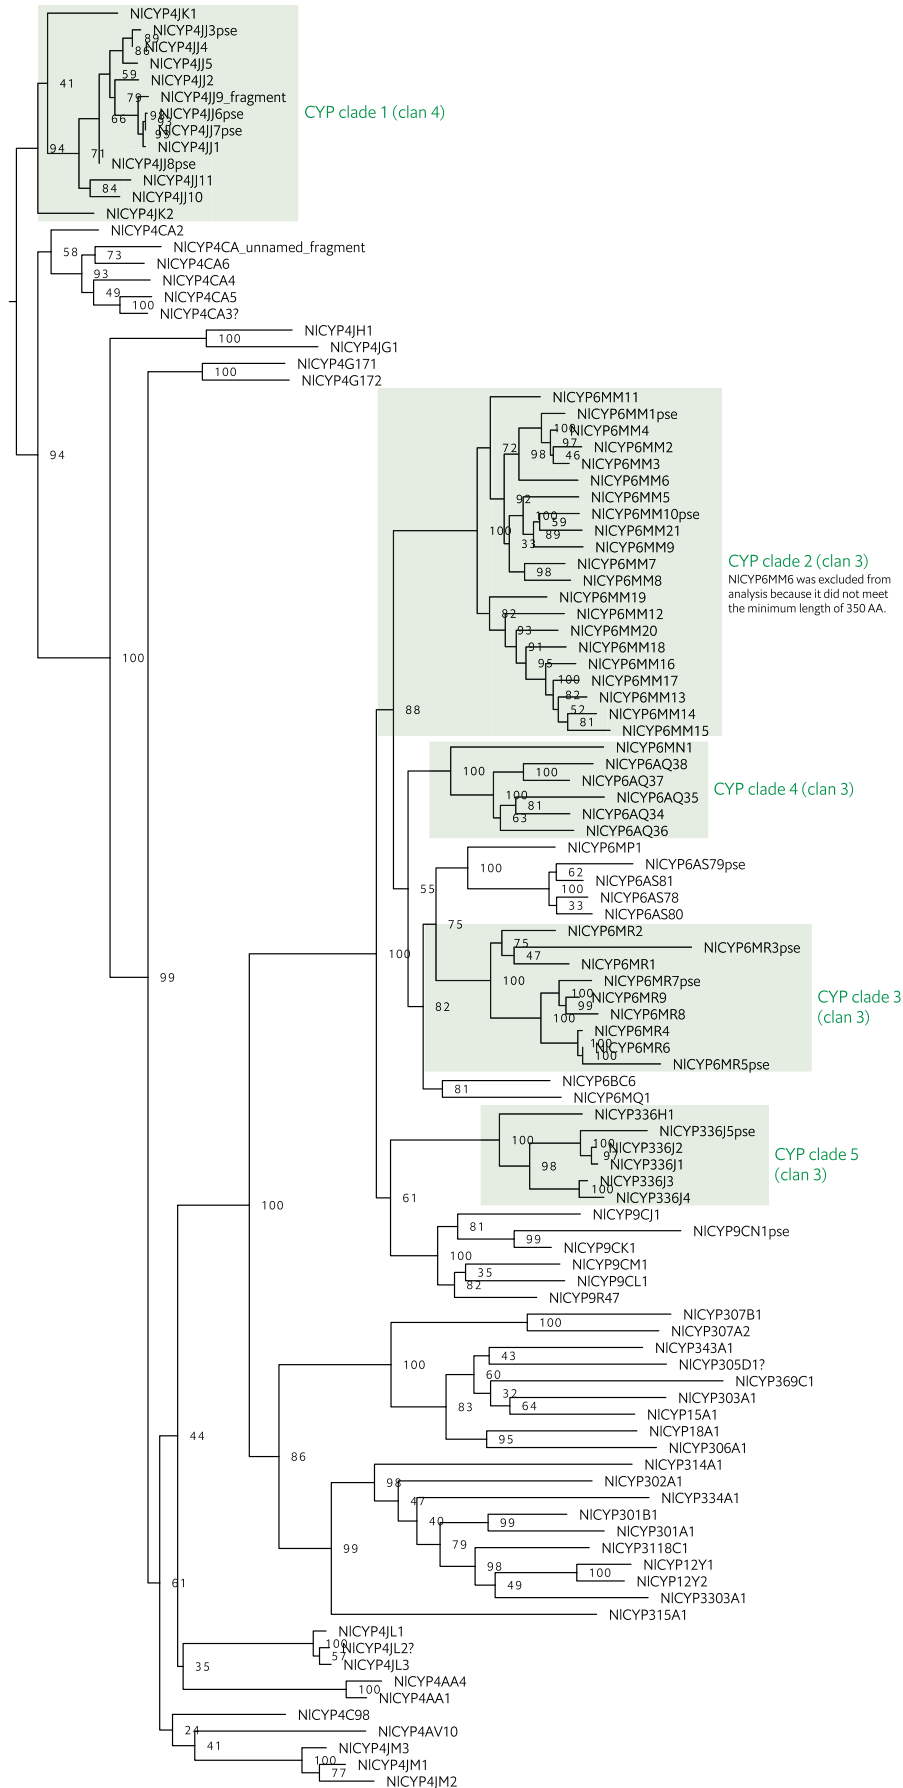 NlCYP4JK1
NlCYP4JJ3pse
89
86
NlCYP4JJ4
NlCYP4JJ5
59
NlCYP4JJ2
41
79
NlCYP4JJ9_fragment
CYP clade 1 (clan 4)
NlCYP4JJ6pse
66
NlCYP4JJ7pse
99
NlCYP4JJ1
94
71
NlCYP4JJ8pse
NlCYP4JJ11
84
NlCYP4JJ10
NlCYP4JK2
NlCYP4CA2
58
NlCYP4CA_unnamed_fragment
73
NlCYP4CA6
93
NlCYP4CA4
49
NlCYP4CA5
100
NlCYP4CA3?
NlCYP4JH1
100
NlCYP4JG1
NlCYP4G171
100
NlCYP4G172
94
NlCYP6MM11
NlCYP6MM1pse
100
NlCYP6MM4
72
97
NlCYP6MM2
98
46
NlCYP6MM3
NlCYP6MM6
92
NlCYP6MM5
100
NlCYP6MM10pse
59
100
NlCYP6MM21
89
33
NlCYP6MM9
NlCYP6MM7
98
NlCYP6MM8
CYP clade 2 (clan 3)
NlCYP6MM6 was excluded from
analysis because it did not meet
the minimum length of 350 AA.
NlCYP6MM19
82
NlCYP6MM12
93
NlCYP6MM20
91
NlCYP6MM18
95
NlCYP6MM16
100
NlCYP6MM17
82
NlCYP6MM13
52
NlCYP6MM14
81
NlCYP6MM15
100
88
NlCYP6MN1
100
NlCYP6AQ38
100
NlCYP6AQ37
100
NlCYP6AQ35
81
NlCYP6AQ34
63
NlCYP6AQ36
CYP clade 4 (clan 3)
NlCYP6MP1
100
NlCYP6AS79pse
62
NlCYP6AS81
55
100
NlCYP6AS78
33
NlCYP6AS80
75
NlCYP6MR2
75
NlCYP6MR3pse
47
NlCYP6MR1
100
100
NlCYP6MR7pse
100
NlCYP6MR9
99
NlCYP6MR8
82
100
NlCYP6MR4
100
NlCYP6MR6
100
NlCYP6MR5pse
CYP clade 3
(clan 3)
99
NlCYP6BC6
81
NlCYP6MQ1
NlCYP336H1
100
NlCYP336J5pse
100
NlCYP336J2
97
NlCYP336J1
98
NlCYP336J3
100
NlCYP336J4
CYP clade 5
(clan 3)
61
100
NlCYP9CJ1
81
NlCYP9CN1pse
99
NlCYP9CK1
100
NlCYP9CM1
35
NlCYP9CL1
82
NlCYP9R47
NlCYP307B1
100
NlCYP307A2
NlCYP343A1
43
NlCYP305D1?
100
60
NlCYP369C1
32
NlCYP303A1
64
83
NlCYP15A1
NlCYP18A1
95
NlCYP306A1
44
86
NlCYP314A1
98
NlCYP302A1
47
NlCYP334A1
40
NlCYP301B1
99
NlCYP301A1
79
NlCYP3118C1
99
98
NlCYP12Y1
100
NlCYP12Y2
49
NlCYP3303A1
61
NlCYP315A1
NlCYP4JL1
100
NlCYP4JL2?
57
NlCYP4JL3
35
NlCYP4AA4
100
NlCYP4AA1
NlCYP4C98
24
NlCYP4AV10
41
NlCYP4JM3
100
NlCYP4JM1
77
NlCYP4JM2